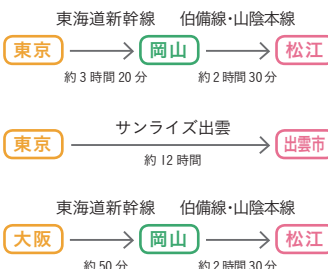 東海道新幹線 伯備線・山陰本線
東京 岡山 松江
約3時間20分 約2時間30分
サンライズ出雲
東京 出雲市
約12時間
東海道新幹線 伯備線・山陰本線
大阪 岡山 松江
約50分 約2時間30分